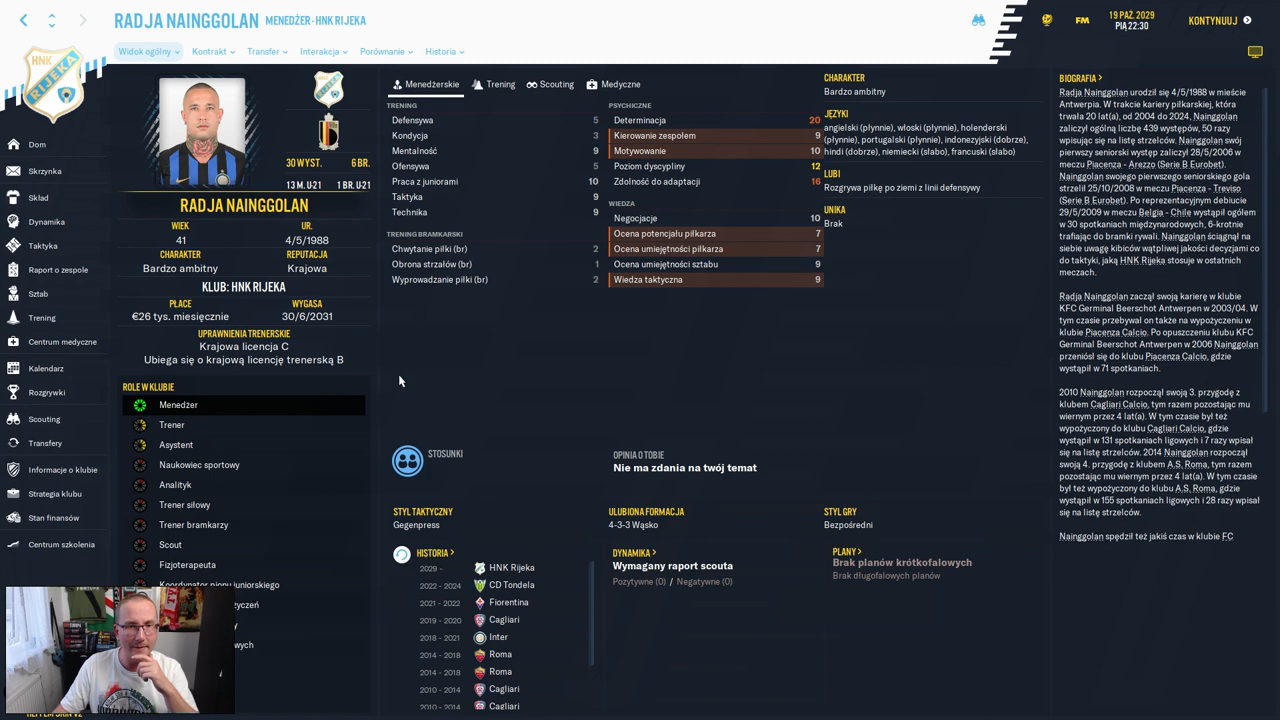 RADJA NAINGGOLAN MENEDŻER - HNK RIJEKA
FM
19 PAŹ. 2029
PIĄ 22:30
KONTYNUUJ
Widok ogólny
Kontrakt
Transfer
Interakcja
Porównanie
Historia
HNK
RIJEKA
Dom
Skrzynka
Skład
Dynamika
Taktyka
Raport o zespole
Sztab
Trening
Centrum medyczne
Kalendarz
Rozgrywki
Scouting
Transfery
Informacje o klubie
Strategia klubu
Stan finansów
Centrum szkolenia
30 WYST. 6 BR.
13 M. U21 1 BR. U21
RADJA NAINGGOLAN
WIEK UR.
41 4/5/1988
CHARAKTER REPUTACJA
Bardzo ambitny Krajowa
KLUB: HNK RIJEKA
PŁACE WYGASA
€26 tys. miesięcznie 30/6/2031
UPRAWNIENIA TRENERSKIE
Krajowa licencja C
Ubiega się o krajową licencję trenerską B
ROLE W KLUBIE
Menedżer
Trener
Asystent
Naukowiec sportowy
Analityk
Trener siłowy
Trener bramkarzy
Scout
Fizjoterapeuta
Koordynator pionu juniorskiego
Menedżerskie Trening Scouting Medyczne
TRENING
Defensywa 5
Kondycja 3
Mentalność 9
Ofensywa 5
Praca z juniorami 10
Taktyka 9
Technika 9
TRENING BRAMKARSKI
Chwytanie piłki (br) 2
Obrona strzałów (br) 1
Wyprowadzanie piłki (br) 2
PSYCHICZNE
Determinacja 20
Kierowanie zespołem 9
Motywowanie 10
Poziom dyscypliny 12
Zdolność do adaptacji 16
WIEDZA
Negocjacje 10
Ocena potencjału piłkarza 7
Ocena umiejętności piłkarza 7
Ocena umiejętności sztabu 9
Wiedza taktyczna 9
CHARAKTER
Bardzo ambitny
JĘZYKI
angielski (płynnie), włoski (płynnie), holenderski
(płynnie), portugalski (płynnie), indonezyjski (dobrze),
hindi (dobrze), niemiecki (słabo), francuski (słabo)
LUBI
Rozgrywa piłkę po ziemi z linii defensywy
UNIKA
Brak
STOSUNKI
OPINIA O TOBIE
Nie ma zdania na twój temat
STYL TAKTYCZNY
Gegenpress
ULUBIONA FORMACJA
4-3-3 Wąsko
STYL GRY
Bezpośredni
HISTORIA >
2029 - HNK Rijeka
2022 - 2024 CD Tondela
2021 - 2022 Fiorentina
2019 - 2020 Cagliari
2018 - 2021 Inter
2014 - 2018 Roma
2014 - 2018 Roma
2010 - 2014 Cagliari
2010 - 2014 Cagliari
DYNAMIKA >
Wymagany raport scouta
Pozytywne (0) / Negatywne (0)
PLANY >
Brak planów krótkofalowych
Brak długofalowych planów
BIOGRAFIA >
Radja Nainggolan urodził się 4/5/1988 w mieście
Antwerpia. W trakcie kariery piłkarskiej, która
trwała 20 lat(a), od 2004 do 2024, Nainggolan
zaliczył ogólną liczbę 439 występów, 50 razy
wpisując się na listę strzelców. Nainggolan swój
pierwszy seniorski występ zaliczył 28/5/2006 w
meczu Piacenza - Arezzo (Serie B Eurobet).
Nainggolan swojego pierwszego seniorskiego gola
strzelił 25/10/2008 w meczu Piacenza - Treviso
(Serie B Eurobet). Po reprezentacyjnym debiucie
29/5/2009 w meczu Belgia - Chile wystąpił ogółem
w 30 spotkaniach międzynarodowych, 6-krotnie
trafiając do bramki rywali. Nainggolan ściągnął na
siebie uwagę kibiców wątpliwej jakości decyzjami co
do taktyki, jaką HNK Rijeka stosuje w ostatnich
meczach.
Radja Nainggolan zaczął swoją karierę w klubie
KFC Germinal Beerschot Antwerpen w 2003/04. W
tym czasie przebywał on także na wypożyczeniu w
klubie Piacenza Calcio. Po opuszczeniu klubu KFC
Germinal Beerschot Antwerpen w 2006 Nainggolan
przeniósł się do klubu Piacenza Calcio, gdzie
wystąpił w 71 spotkaniach.
2010 Nainggolan rozpoczął swoją 3. przygodę z
klubem Cagliari Calcio, tym razem pozostając mu
wiernym przez 4 lat(a). W tym czasie był też
wypożyczony do klubu Cagliari Calcio, gdzie
wystąpił w 131 spotkaniach ligowych i 7 razy wpisał
się na listę strzelców. 2014 Nainggolan rozpoczął
swoją 4. przygodę z klubem A.S. Roma, tym razem
pozostając mu wiernym przez 4 lat(a). W tym czasie
był też wypożyczony do klubu A.S. Roma, gdzie
wystąpił w 155 spotkaniach ligowych i 28 razy wpisał
się na listę strzelców.
Nainggolan spędził też jakiś czas w klubie FC